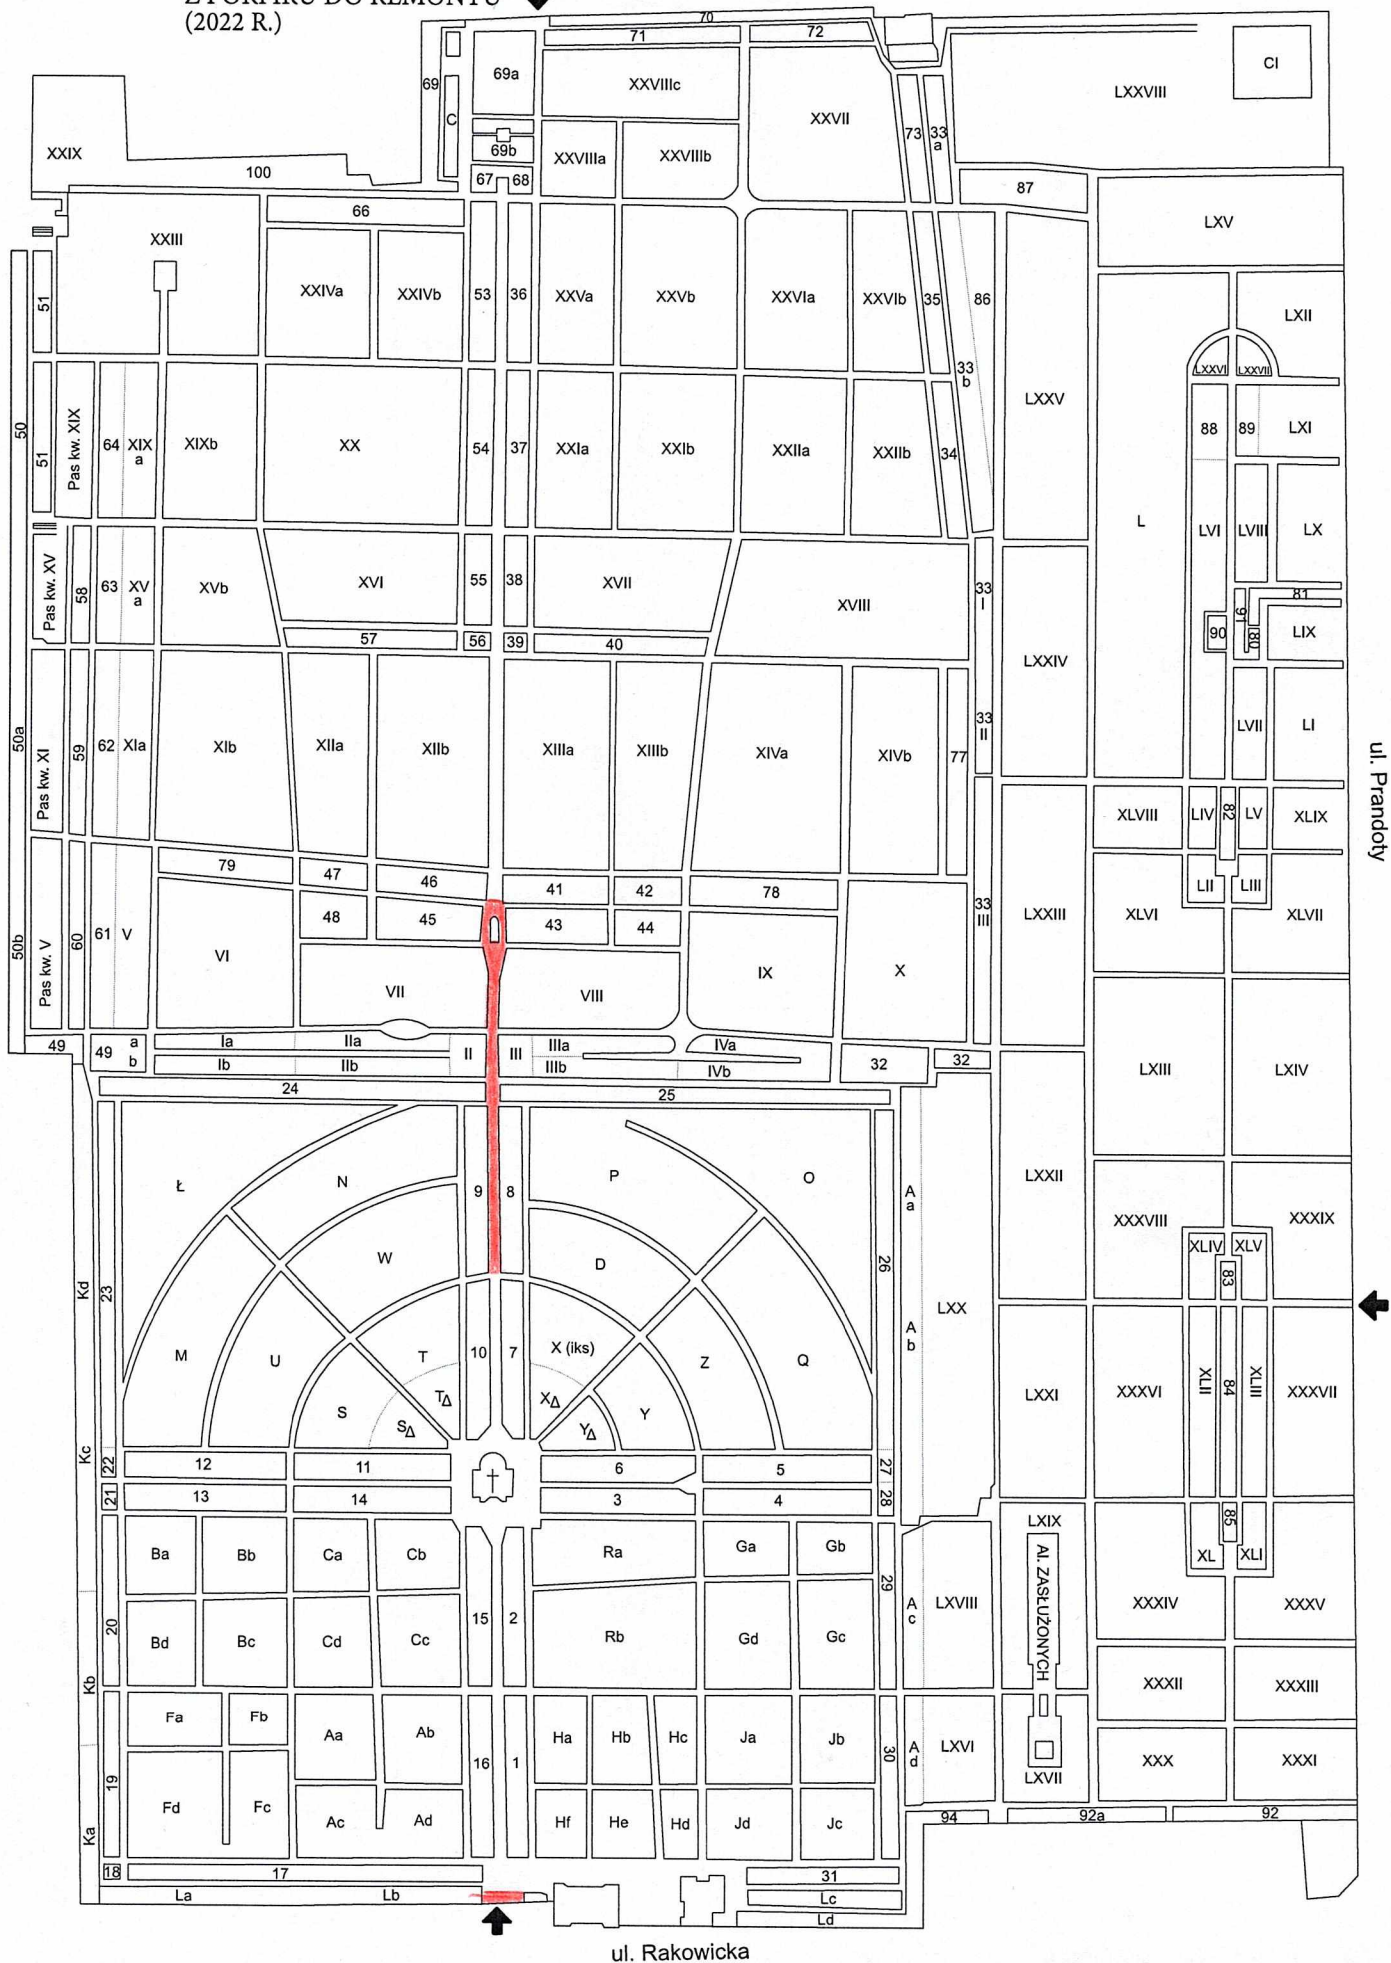 Z PORFIRU DO REMONTU
(2022 R.)
70
71
72
69
69a
C
XXVIIIc
XXVII
73
33
a
LXXVIII
CI
XXIX
69b
XXVIIIa
XXVIIIb
67
68
100
66
87
LXV
XXIII
XXIVa
XXIVb
53
36
XXVa
XXVb
XXVIa
XXVIb
35
86
51
LXII
LXXVI
LXXVII
33
b
LXXV
50
51
Pas kw. XIX
64
XIX
a
XIXb
XX
54
37
XXIa
XXIb
XXIIa
XXIIb
34
88
89
LXI
L
LVI
LVIII
LX
Pas kw. XV
58
63
XV
a
XVb
XVI
55
38
XVII
XVIII
33
I
57
56
39
40
LXXIV
81
91
90
80
LIX
50a
Pas kw. XI
59
62
XIa
XIb
XIIa
XIIb
XIIIa
XIIIb
XIVa
XIVb
77
33
II
LVII
LI
ul. Prandoty
XLVIII
LIV
82
LV
XLIX
79
47
46
41
42
78
LII
LIII
50b
Pas kw. V
60
61
V
VI
48
45
43
44
IX
X
33
III
LXXIII
XLVI
XLVII
VII
VIII
49
49
a
b
Ia
IIa
Ib
IIb
II
III
IIIa
IIIb
IVa
IVb
32
32
24
25
LXIII
LXIV
Ł
N
9
8
P
O
A
a
LXXII
W
D
26
XXXVIII
XXXIX
XLIV
XLV
83
Kd
23
A
b
LXX
M
U
T
10
7
X (iks)
Z
Q
S
T∆
S∆
X∆
Y∆
Y
LXXI
XXXVI
XLII
84
XLIII
XXXVII
Kc
22
12
11
6
5
27
21
13
14
3
4
28
LXIX
85
XL
XLI
Ba
Bb
Ca
Cb
Ra
Ga
Gb
29
Al. ZASŁUŻONYCH
20
Bd
Bc
Cd
Cc
15
2
Rb
Gd
Gc
A
c
LXVIII
XXXIV
XXXV
Kb
XXXII
XXXIII
Fa
Fb
Aa
Ab
16
1
Ha
Hb
Hc
Ja
Jb
30
A
d
LXVI
LXVII
XXX
XXXI
19
Fd
Fc
Ac
Ad
Hf
He
Hd
Jd
Jc
Ka
94
92a
92
18
17
31
La
Lb
Lc
Ld
ul. Rakowicka